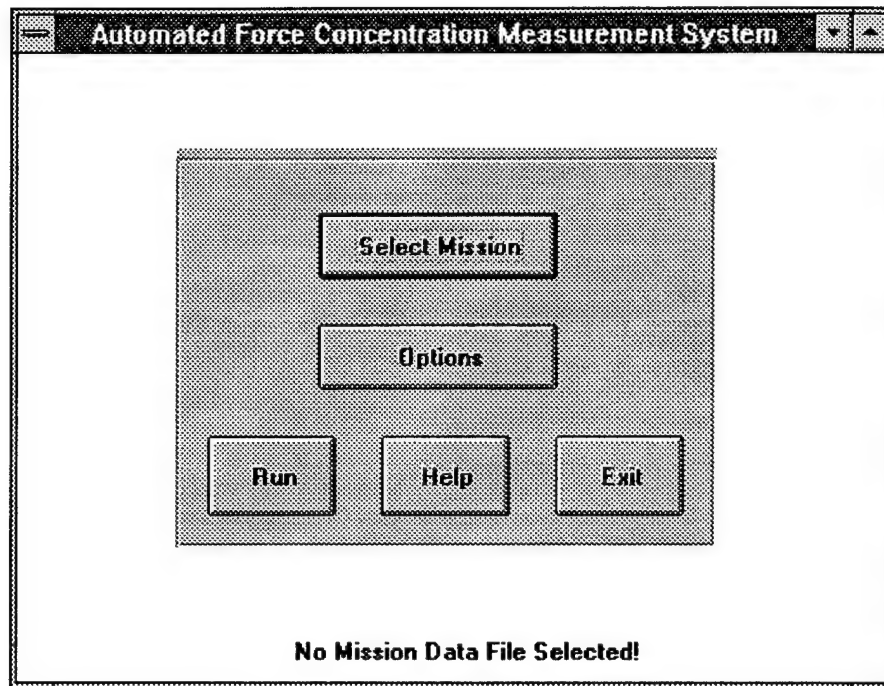 Automated Force Concentration Measurement System
Select Mission
Options
Run Help Exit
No Mission Data File Selected!